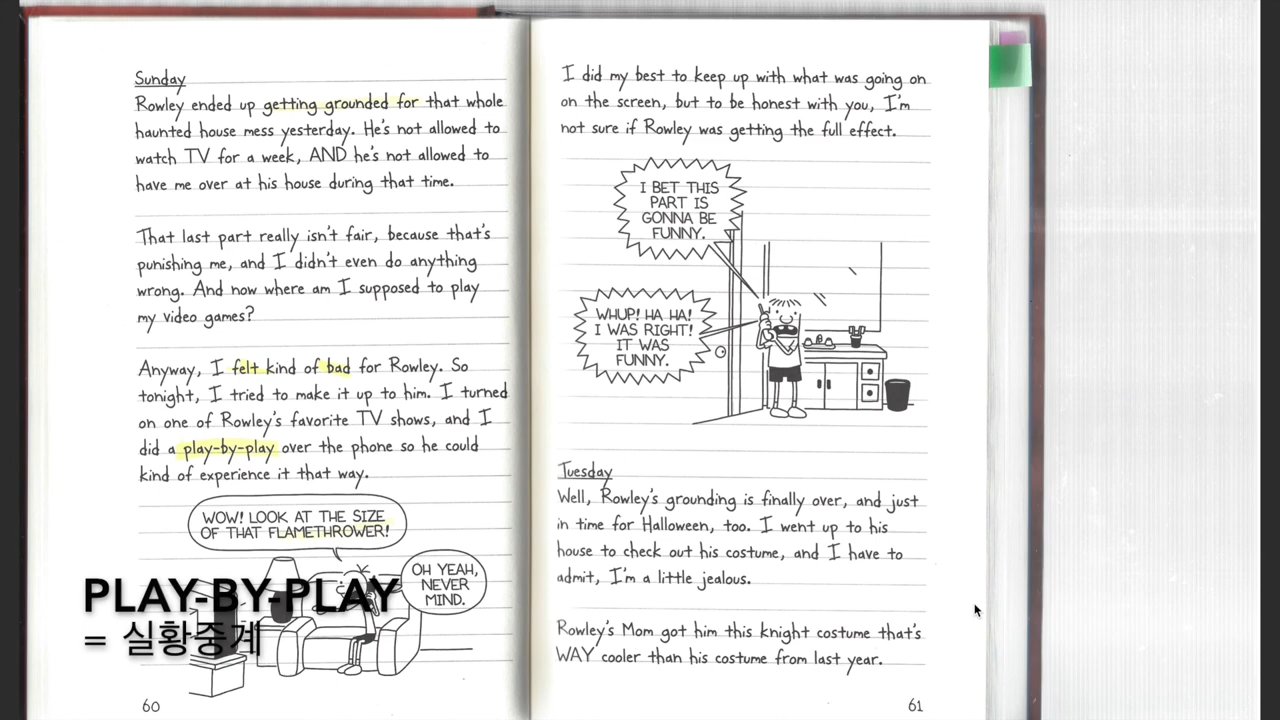 Sunday
Rowley ended up getting grounded for that whole
haunted house mess yesterday. He's not allowed to
watch TV for a week, AND he's not allowed to
have me over at his house during that time.
That last part really isn't fair, because that's
punishing me, and I didn't even do anything
wrong. And now where am I supposed to play
my video games?
Anyway, I felt kind of bad for Rowley. So
tonight, I tried to make it up to him. I turned
on one of Rowley's favorite TV shows, and I
did a play-by-play over the phone so he could
kind of experience it that way.
WOW! LOOK AT THE SIZE
OF THAT FLAMETHROWER!
OH YEAH,
NEVER
MIND.
PLAY-BY-PLAY
= 실황중계
60
I did my best to keep up with what was going on
on the screen, but to be honest with you, I'm
not sure if Rowley was getting the full effect.
I BET THIS
PART IS
GONNA BE
FUNNY.
WHUP! HA HA!
I WAS RIGHT!
IT WAS
FUNNY.
Tuesday
Well, Rowley's grounding is finally over, and just
in time for Halloween, too. I went up to his
house to check out his costume, and I have to
admit, I'm a little jealous.
Rowley's Mom got him this knight costume that's
WAY cooler than his costume from last year.
61